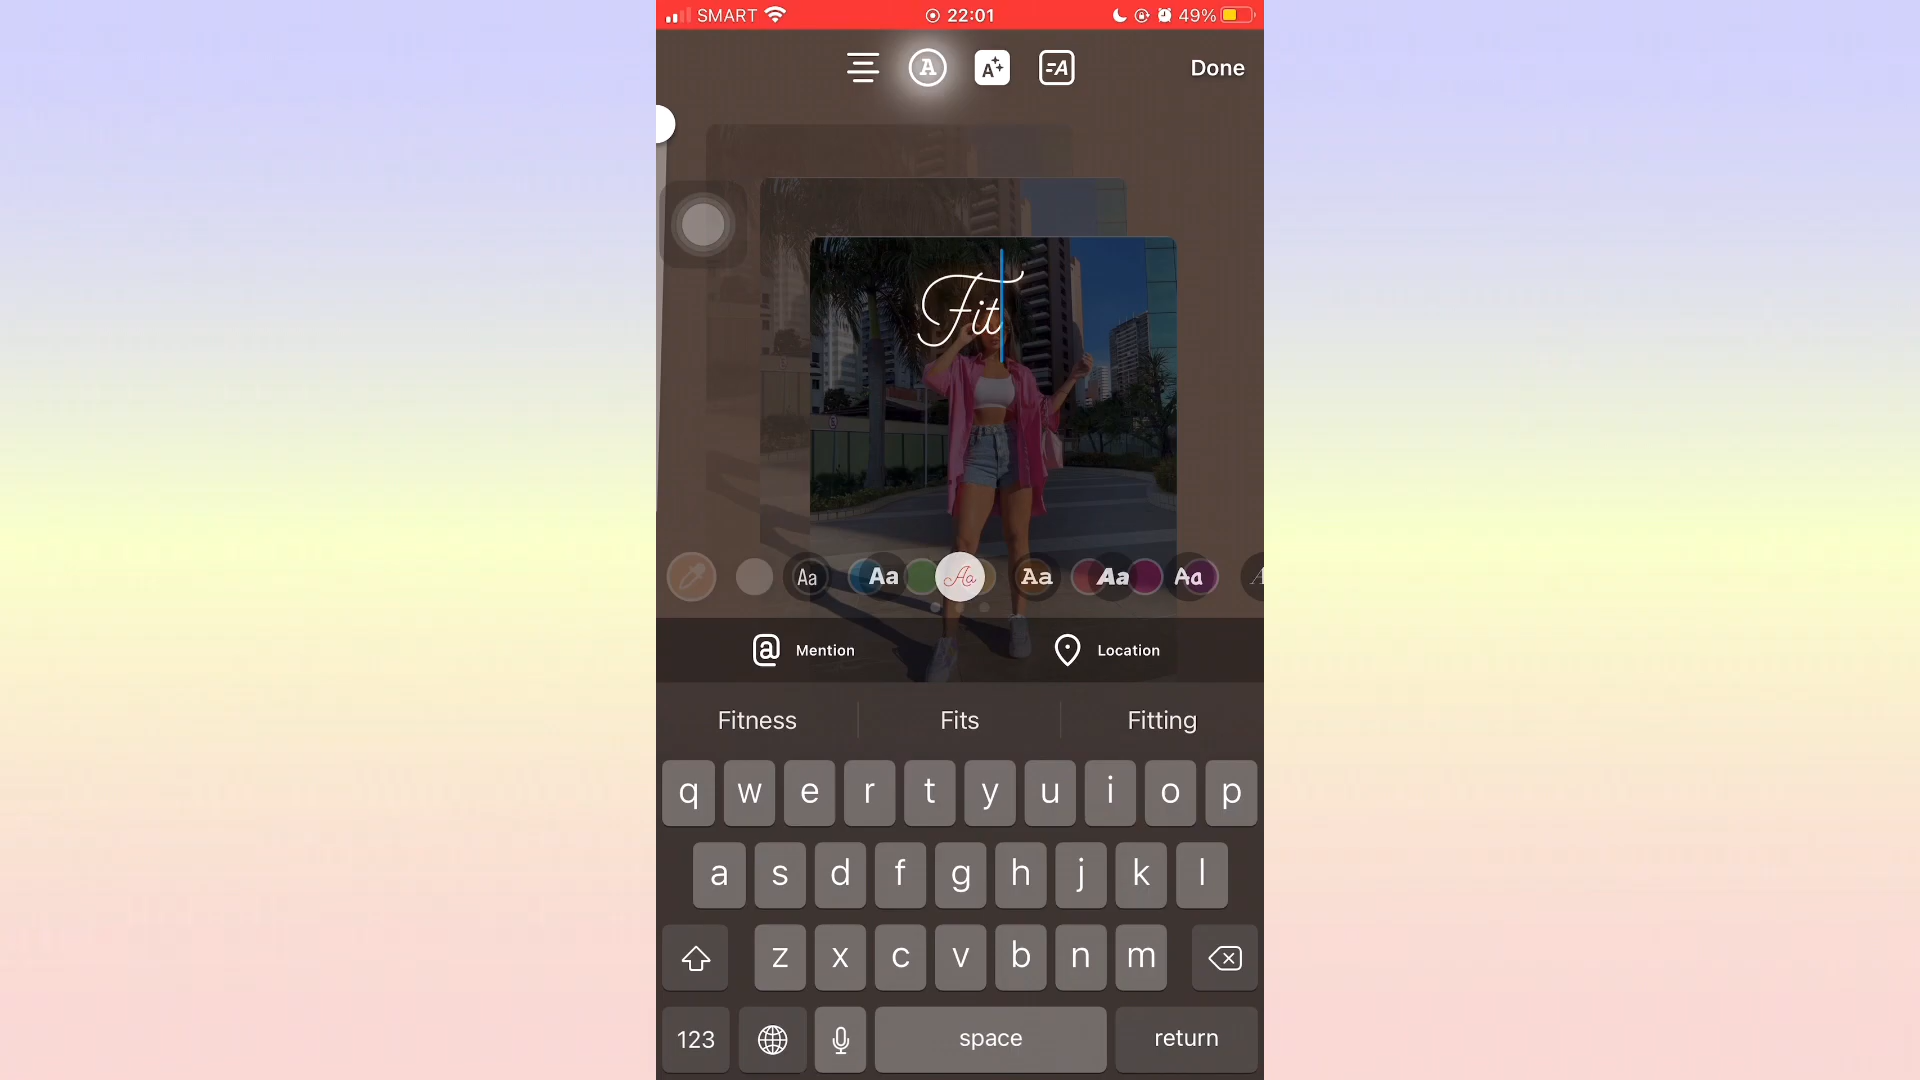 SMART 22:01 49%
A A =A Done
Fit
Aa Aa Aa Aa Aa Aa A
@ Mention Location
Fitness Fits Fitting
q w e r t y u i o p
a s d f g h j k l
z x c v b n m
123 space return